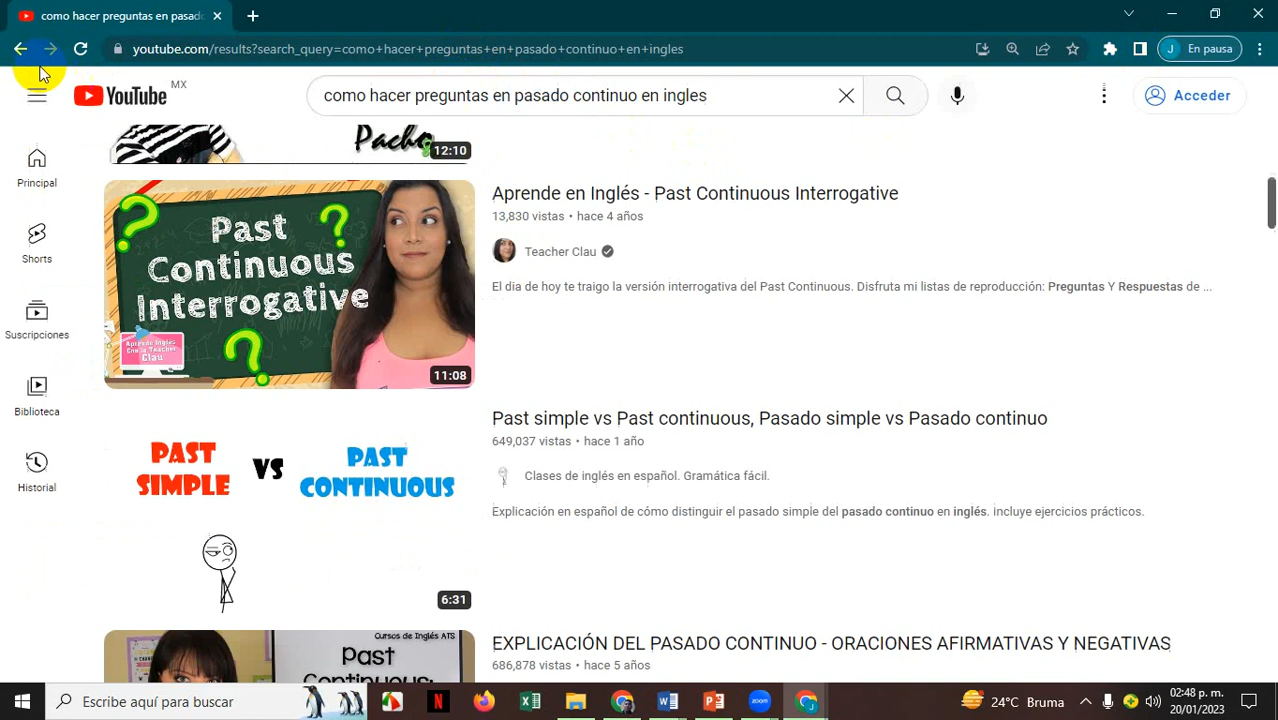 como hacer preguntas en pasad
youtube.com/results?search_query=como+hacer+preguntas+en+pasado+continuo+en+ingles
J En pausa
YouTube MX
como hacer preguntas en pasado continuo en ingles
Acceder
Principal
Shorts
Suscripciones
Biblioteca
Historial
Pacho
12:10
Past
Continuous
Interrogative
Aprende Inglés
Con la Teacher
Clau
11:08
Aprende en Inglés - Past Continuous Interrogative
13,830 vistas • hace 4 años
Teacher Clau
El dia de hoy te traigo la versión interrogativa del Past Continuous. Disfruta mi listas de reproducción: Preguntas Y Respuestas de ...
PAST
SIMPLE
VS
PAST
CONTINUOUS
6:31
Past simple vs Past continuous, Pasado simple vs Pasado continuo
649,037 vistas • hace 1 año
Clases de inglés en español. Gramática fácil.
Explicación en español de cómo distinguir el pasado simple del pasado continuo en inglés. incluye ejercicios prácticos.
Cursos de Inglés ATS
Past
Continuous:
EXPLICACIÓN DEL PASADO CONTINUO - ORACIONES AFIRMATIVAS Y NEGATIVAS
686,878 vistas • hace 5 años
Escribe aquí para buscar
24°C Bruma
02:48 p. m.
20/01/2023